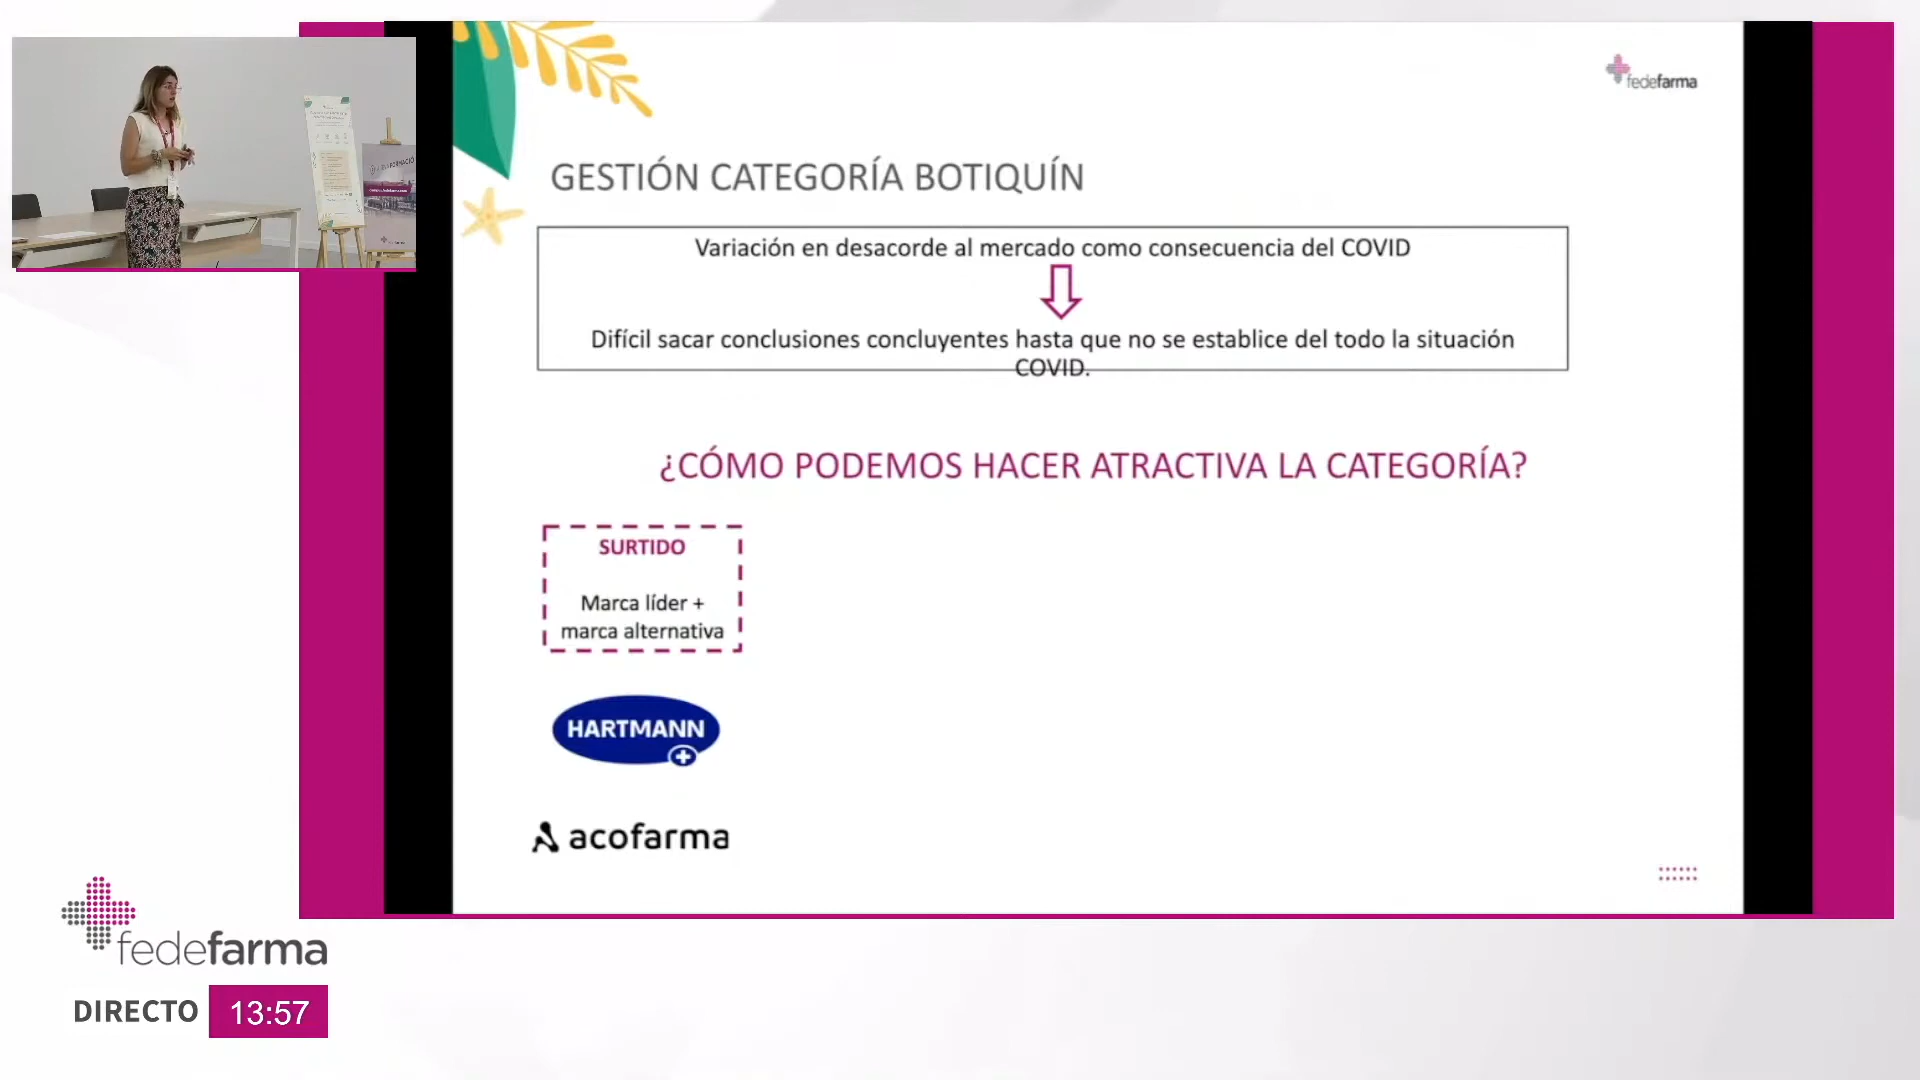 fedefarma
GESTIÓN CATEGORÍA BOTIQUÍN
Variación en desacorde al mercado como consecuencia del COVID
Difícil sacar conclusiones concluyentes hasta que no se establice del todo la situación
COVID.
¿CÓMO PODEMOS HACER ATRACTIVA LA CATEGORÍA?
SURTIDO
Marca líder +
marca alternativa
HARTMANN
acofarma
fedefarma
DIRECTO 13:57